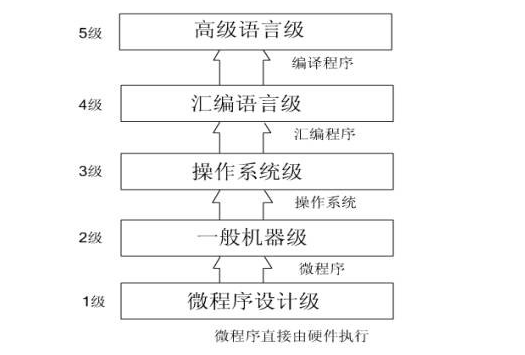 5级 高级语言级
编译程序
4级 汇编语言级
汇编程序
3级 操作系统级
操作系统
2级 一般机器级
微程序
1级 微程序设计级
微程序直接由硬件执行